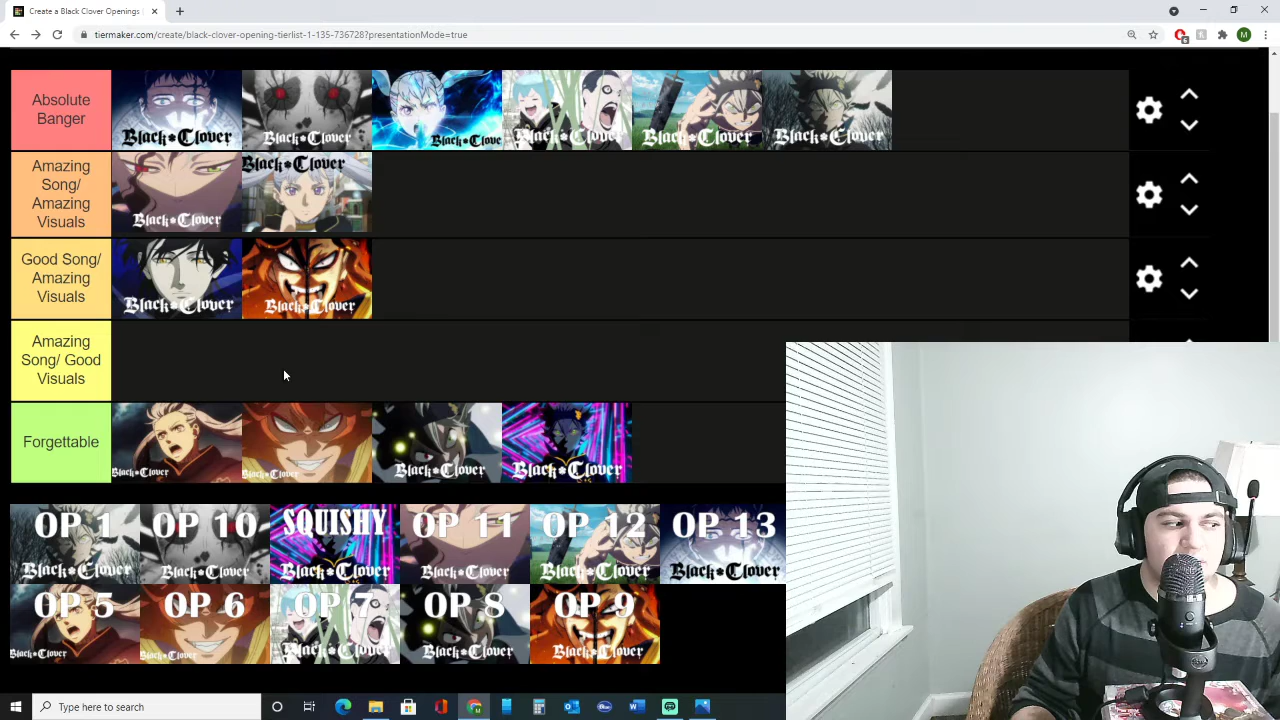 Create a Black Clover Openings
tiermaker.com/create/black-clover-opening-tierlist-1-135-736728?presentationMode=true
6
M
Absolute
Banger
Black Clover
Black Clover
Black Clover
Black Clover
Black Clover
Black Clover
Amazing
Song/
Amazing
Visuals
Black Clover
Black Clover
Good Song/
Amazing
Visuals
Black Clover
Black Clover
Amazing
Song/ Good
Visuals
Forgettable
Black Clover
Black Clover
Black Clover
Black Clover
OP 1
Black Clover
OP 10
Black Clover
SQUISHY
Black Clover
OP 11
Black Clover
OP 12
Black Clover
OP 13
Black Clover
OP 5
Black Clover
OP 6
Black Clover
OP 7
Black Clover
OP 8
Black Clover
OP 9
Black Clover
Type here to search